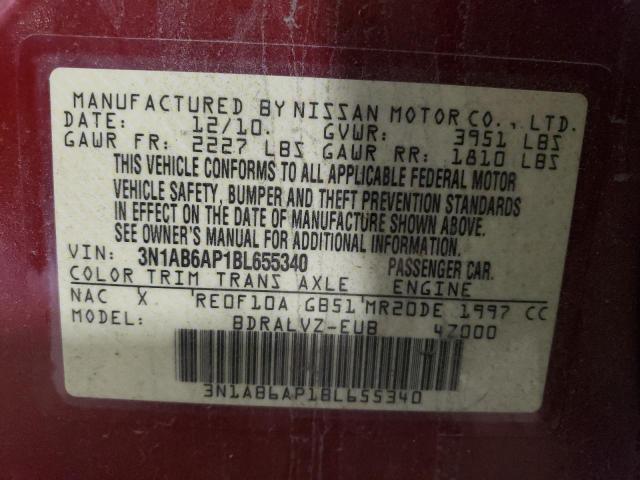 MANUFACTURED BY NISSAN MOTOR CO., LTD.
DATE: 12/10. GVWR: 3951 LBS
GAWR FR: 2227 LBS GAWR RR: 1810 LBS
THIS VEHICLE CONFORMS TO ALL APPLICABLE FEDERAL MOTOR
VEHICLE SAFETY, BUMPER AND THEFT PREVENTION STANDARDS
IN EFFECT ON THE DATE OF MANUFACTURE SHOWN ABOVE.
SEE OWNER'S MANUAL FOR ADDITIONAL INFORMATION.
VIN: 3N1AB6AP1BL655340 PASSENGER CAR.
COLOR TRIM TRANS AXLE ENGINE
NAC X RE0F10A GB51 MR20DE 1997 CC
MODEL: BDRALVZ-EUB 4Z000
3N1AB6AP1BL655340